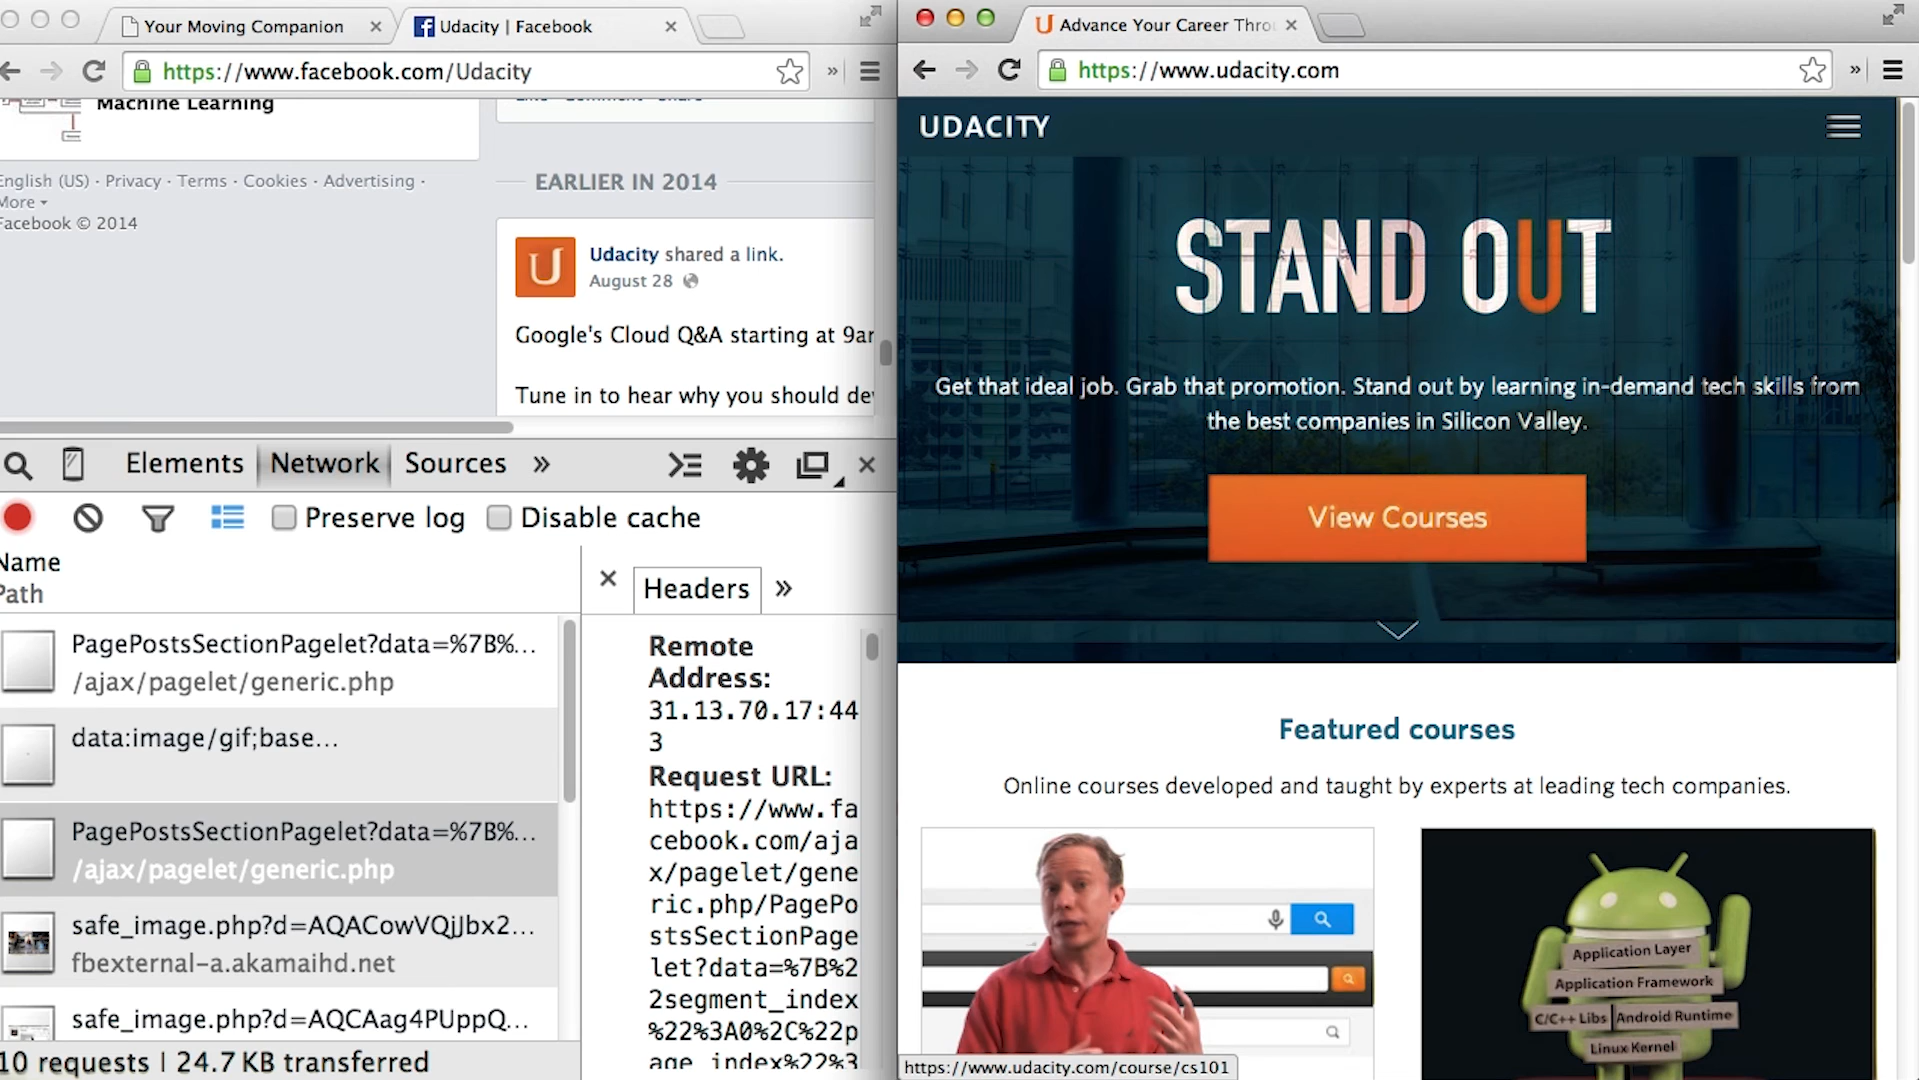 Your Moving Companion
Udacity | Facebook
https://www.facebook.com/Udacity
Machine Learning
English (US) · Privacy · Terms · Cookies · Advertising ·
More
Facebook © 2014
EARLIER IN 2014
Udacity shared a link.
August 28
Google's Cloud Q&A starting at 9am
Tune in to hear why you should de
Elements Network Sources »
Preserve log Disable cache
Name
Path
PagePostsSectionPagelet?data=%7B%...
/ajax/pagelet/generic.php
data:image/gif;base...
PagePostsSectionPagelet?data=%7B%...
/ajax/pagelet/generic.php
safe_image.php?d=AQACowVQjJbx2...
fbexternal-a.akamaihd.net
safe_image.php?d=AQCAag4PUppQ...
10 requests | 24.7 KB transferred
Headers »
Remote
Address:
31.13.70.17:44
3
Request URL:
https://www.fa
cebook.com/aja
x/pagelet/gene
ric.php/PagePo
stsSectionPage
let?data=%7B%2
2segment_index
%22%3A0%2C%22p
age_index%22%3
Advance Your Career Thro
https://www.udacity.com
UDACITY
STAND OUT
Get that ideal job. Grab that promotion. Stand out by learning in-demand tech skills from
the best companies in Silicon Valley.
View Courses
Featured courses
Online courses developed and taught by experts at leading tech companies.
Application Layer
Application Framework
C/C++ Libs Android Runtime
Linux Kernel
https://www.udacity.com/course/cs101